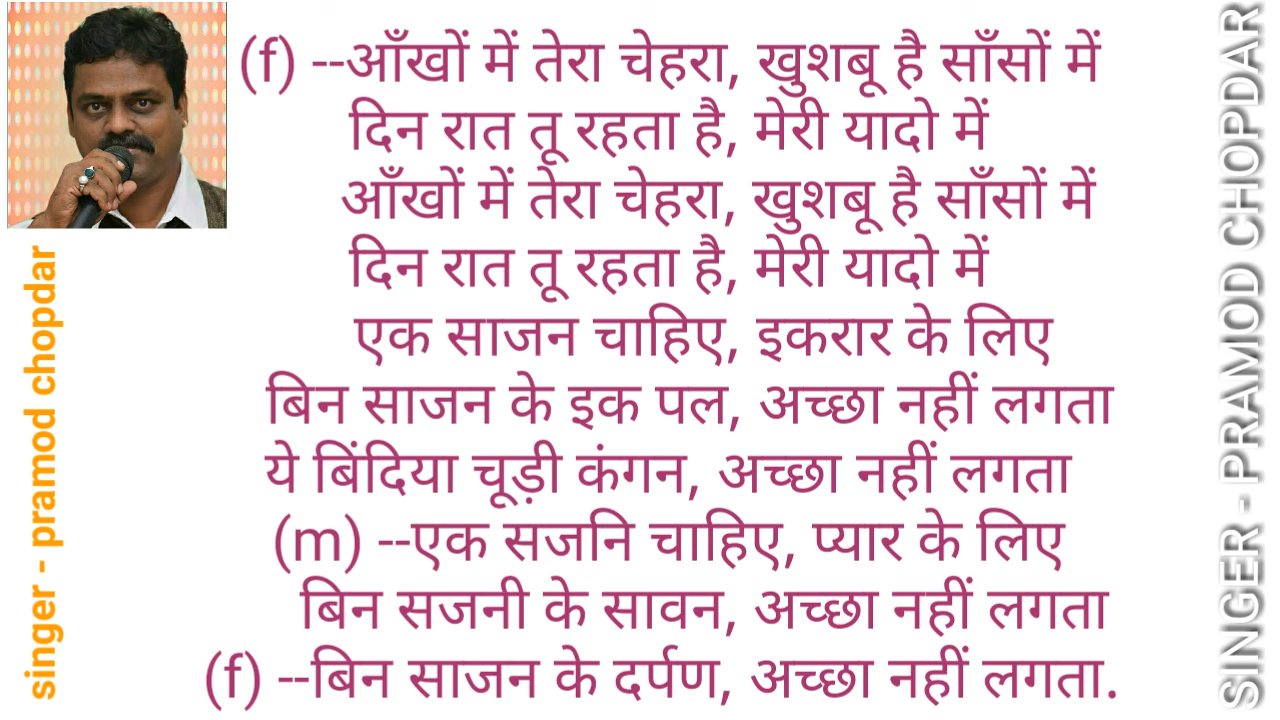 (f) --आँखों में तेरा चेहरा, खुशबू है साँसों में
दिन रात तू रहता है, मेरी यादो में
आँखों में तेरा चेहरा, खुशबू है साँसों में
दिन रात तू रहता है, मेरी यादो में
एक साजन चाहिए, इकरार के लिए
बिन साजन के इक पल, अच्छा नहीं लगता
ये बिंदिया चूड़ी कंगन, अच्छा नहीं लगता
(m) --एक सजनि चाहिए, प्यार के लिए
बिन सजनी के सावन, अच्छा नहीं लगता
(f) --बिन साजन के दर्पण, अच्छा नहीं लगता.
singer - pramod chopdar
SINGER - PRAMOD CHOPDAR